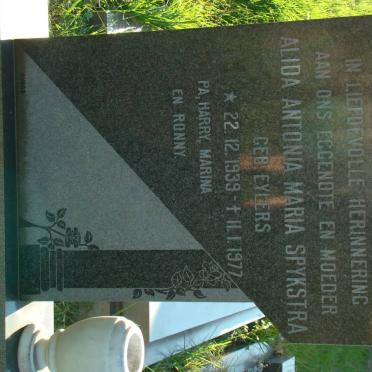 IN LIEFDEVOLLE HERINNERING
AAN ONS EGGENOTE EN MOEDER
ALIDA ANTONIA MARIA SPYKSTRA
GEB EYLERS
★ 22.12.1939 - † 11.1.1977
PA, HARRY, MARINA
EN RONNY.